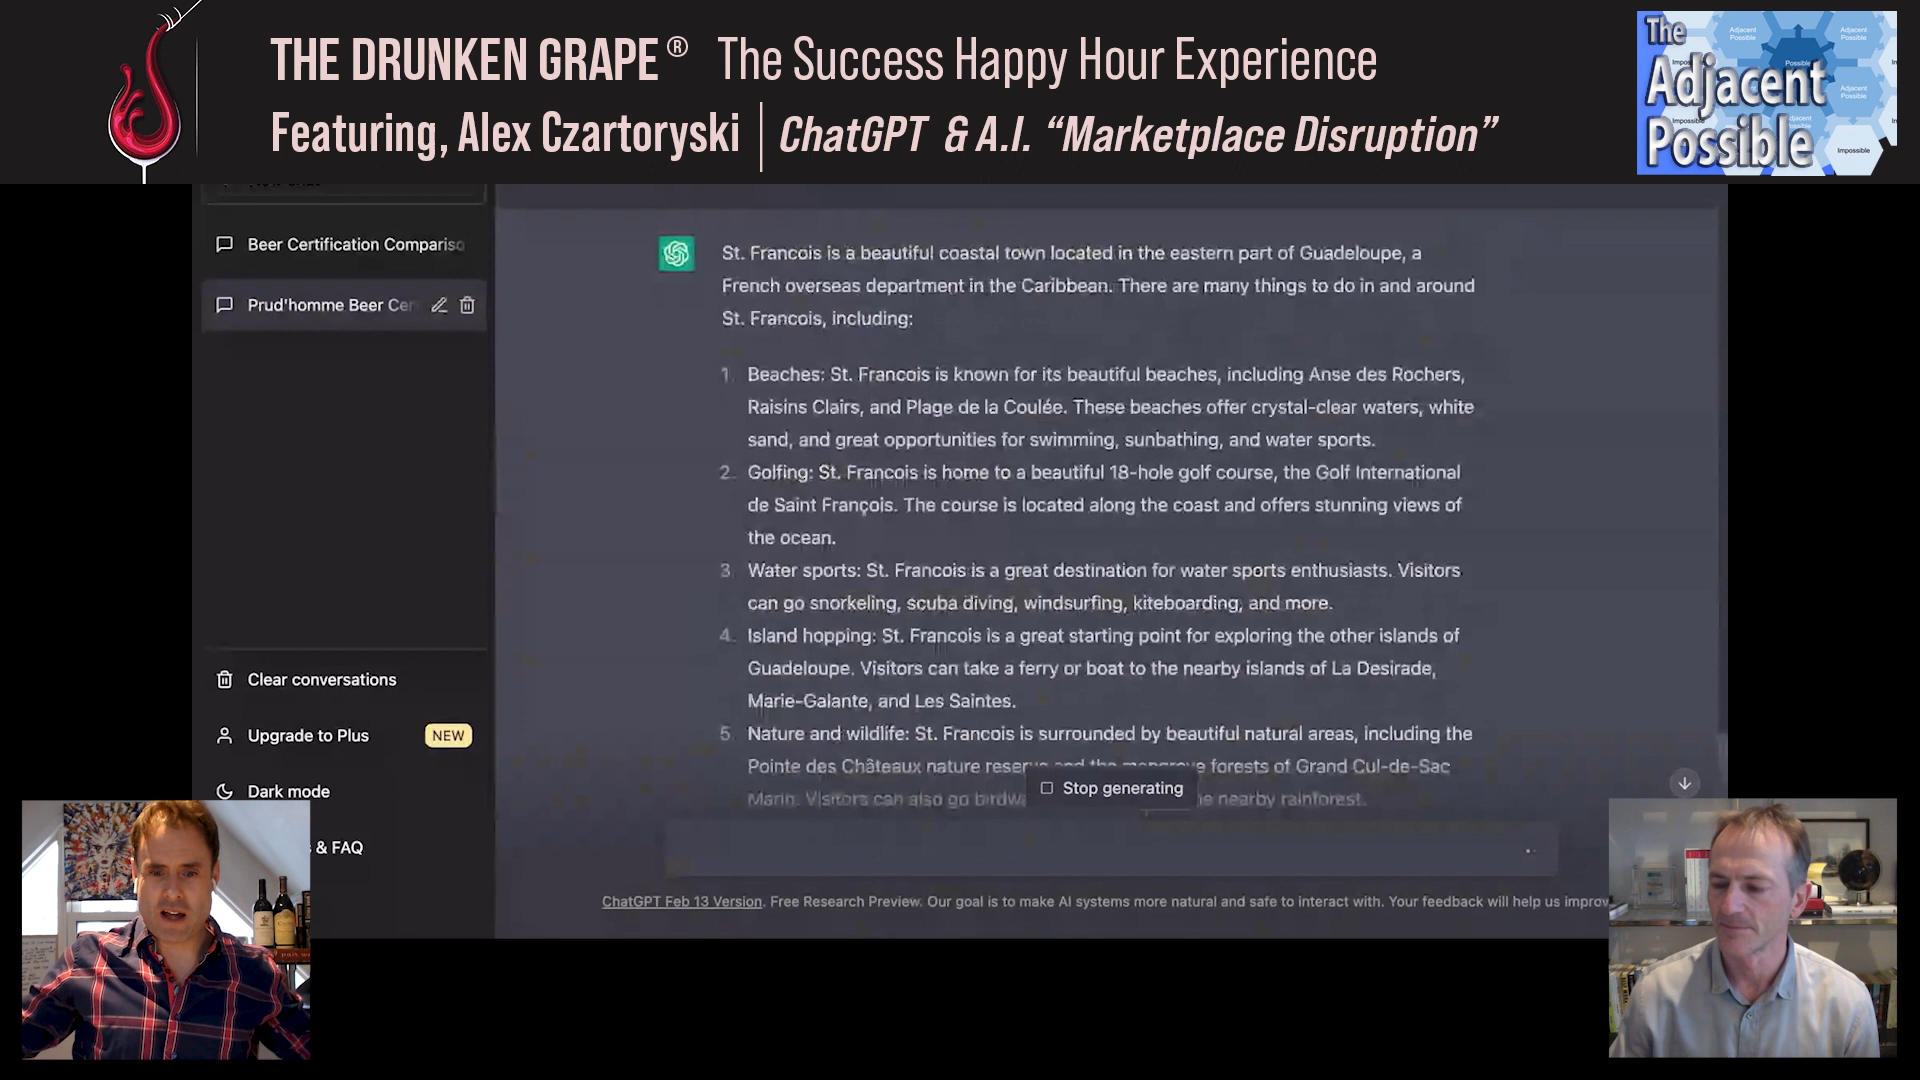 THE DRUNKEN GRAPE® The Success Happy Hour Experience
Featuring, Alex Czartoryski | ChatGPT & A.I. “Marketplace Disruption”
The
Adjacent
Possible
Adjacent
Possible
Adjacent
Possible
Possible
Adjacent
Possible
Impossible
Beer Certification Compariso
Prud'homme Beer Cer
Clear conversations
Upgrade to Plus NEW
Dark mode
& FAQ
St. Francois is a beautiful coastal town located in the eastern part of Guadeloupe, a
French overseas department in the Caribbean. There are many things to do in and around
St. Francois, including:
1. Beaches: St. Francois is known for its beautiful beaches, including Anse des Rochers,
Raisins Clairs, and Plage de la Coulée. These beaches offer crystal-clear waters, white
sand, and great opportunities for swimming, sunbathing, and water sports.
2. Golfing: St. Francois is home to a beautiful 18-hole golf course, the Golf International
de Saint François. The course is located along the coast and offers stunning views of
the ocean.
3. Water sports: St. Francois is a great destination for water sports enthusiasts. Visitors
can go snorkeling, scuba diving, windsurfing, kiteboarding, and more.
4. Island hopping: St. Francois is a great starting point for exploring the other islands of
Guadeloupe. Visitors can take a ferry or boat to the nearby islands of La Desirade,
Marie-Galante, and Les Saintes.
5. Nature and wildlife: St. Francois is surrounded by beautiful natural areas, including the
Pointe des Châteaux nature reserve and the mangrove forests of Grand Cul-de-Sac
Marin. Visitors can also go nearby rainforest.
Stop generating
ChatGPT Feb 13 Version. Free Research Preview. Our goal is to make AI systems more natural and safe to interact with. Your feedback will help us improv